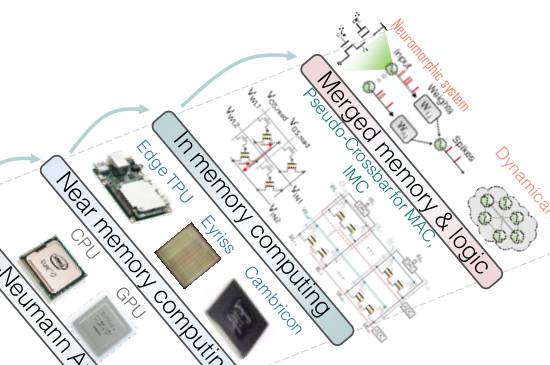 Neumann A
CPU
GPU
Near memory computin
Edge TPU
Eyriss
Cambricon
In memory computing
Pseudo-Crossbar for MAC,
IMC
Merged memory & logic
Neuromorphic system
Input
Weights
Spikes
Dynamica